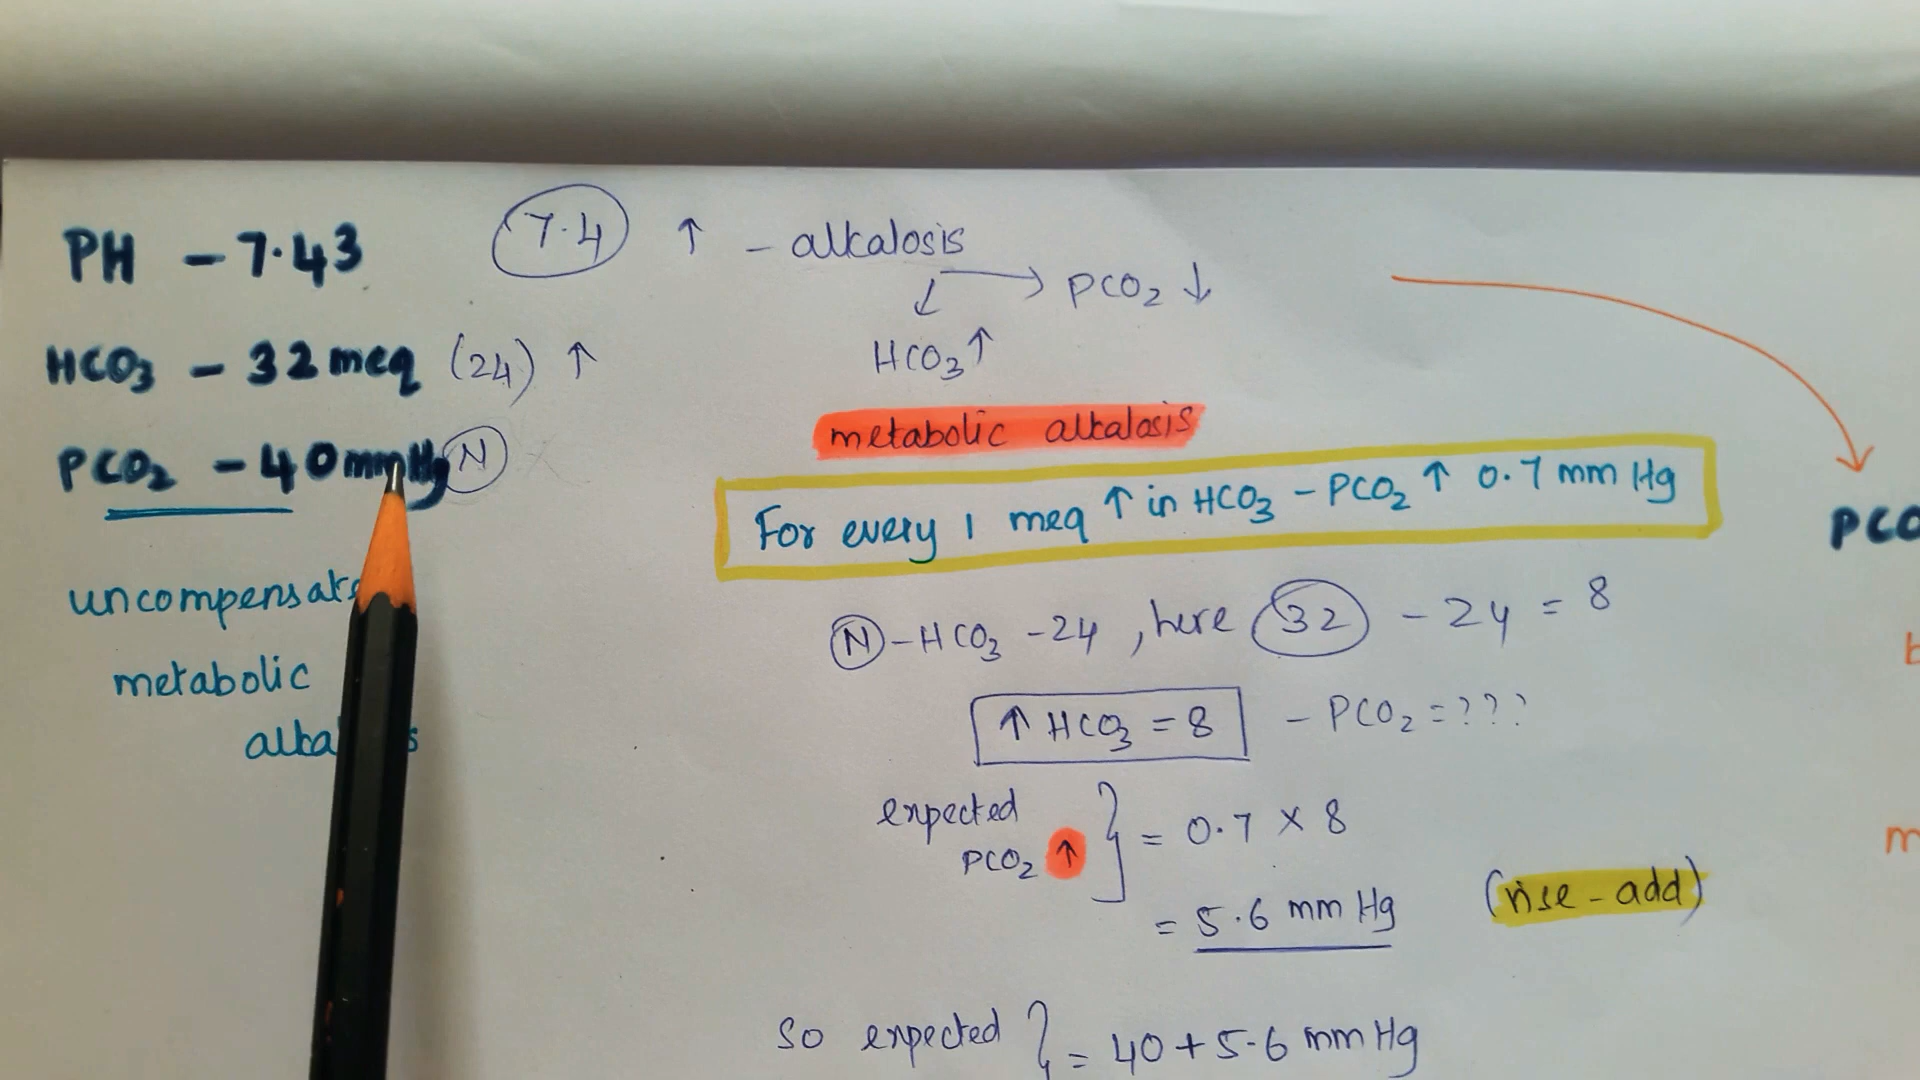 PH - 7.43
7.4 ↑ - alkalosis
→ PCO2 ↓
HCO3 ↑
HCO3 - 32 meq (24) ↑
PCO2 - 40 mmHg N
metabolic alkalosis
For every 1 meq ↑ in HCO3 - PCO2 ↑ 0.7 mm Hg
N - HCO3 - 24, here 32 - 24 = 8
↑ HCO3 = 8 - PCO2 = ???
expected
PCO2 ↑ } = 0.7 × 8
= 5.6 mm Hg (rise - add)
So expected } = 40 + 5.6 mm Hg
metabolic